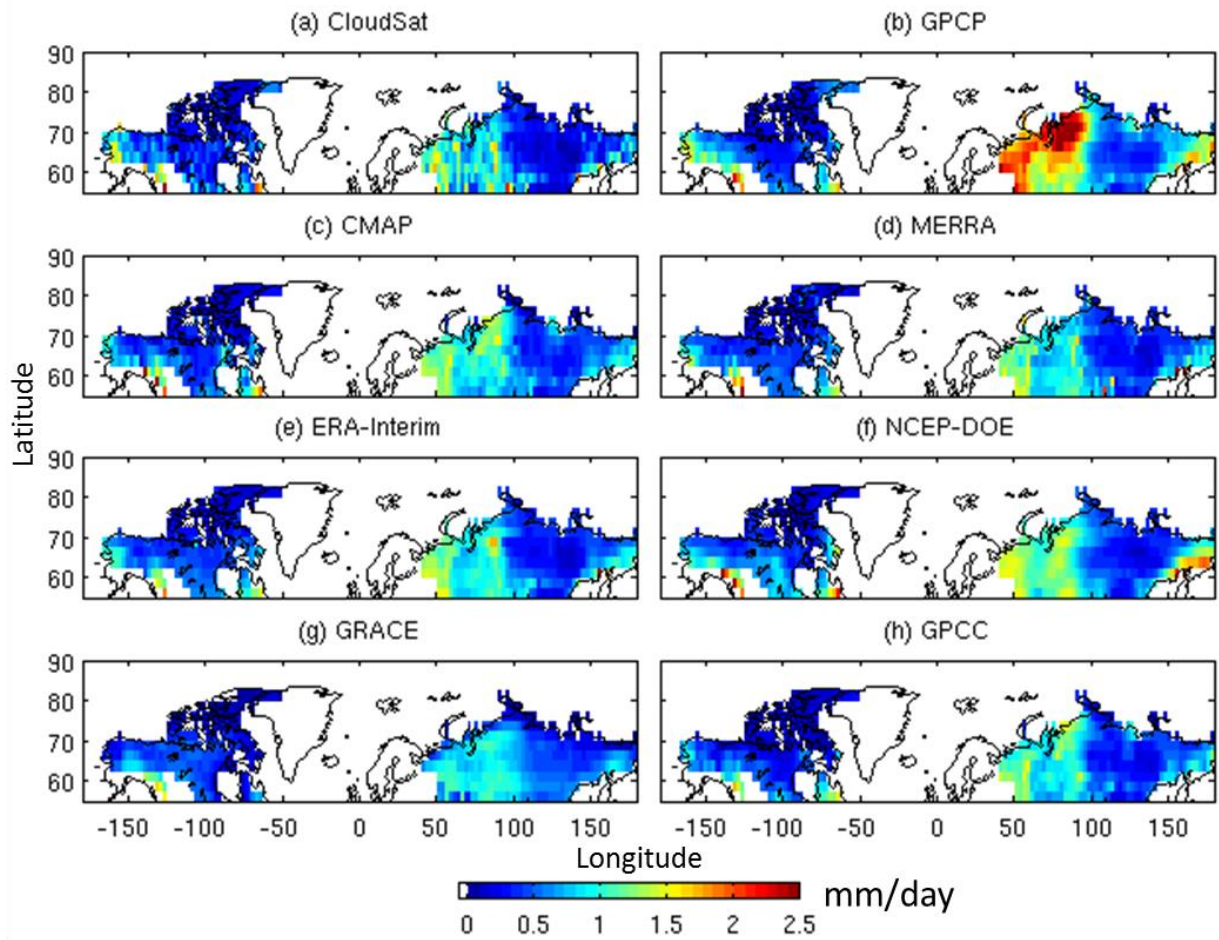 (a) CloudSat (b) GPCP
90
80
70
60
(c) CMAP (d) MERRA
90
80
70
60
(e) ERA-Interim (f) NCEP-DOE
90
80
70
60
(g) GRACE (h) GPCC
90
80
70
60
Latitude
-150 -100 -50 0 50 100 150 -150 -100 -50 0 50 100 150
Longitude
mm/day
0 0.5 1 1.5 2 2.5